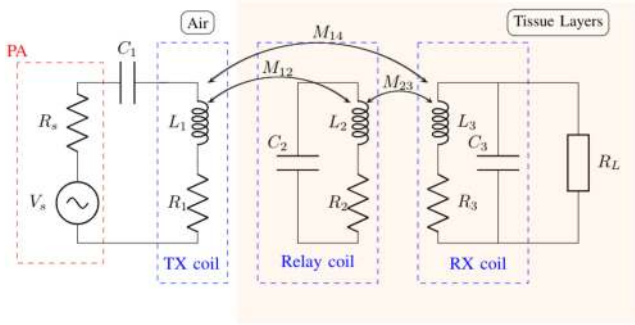 Air
Tissue Layers
PA
C₁
M₁₄
M₁₂
M₂₃
Rₛ
L₁
L₂
L₃
C₂
C₃
R_L
Vₛ
R₁
R₂
R₃
TX coil
Relay coil
RX coil